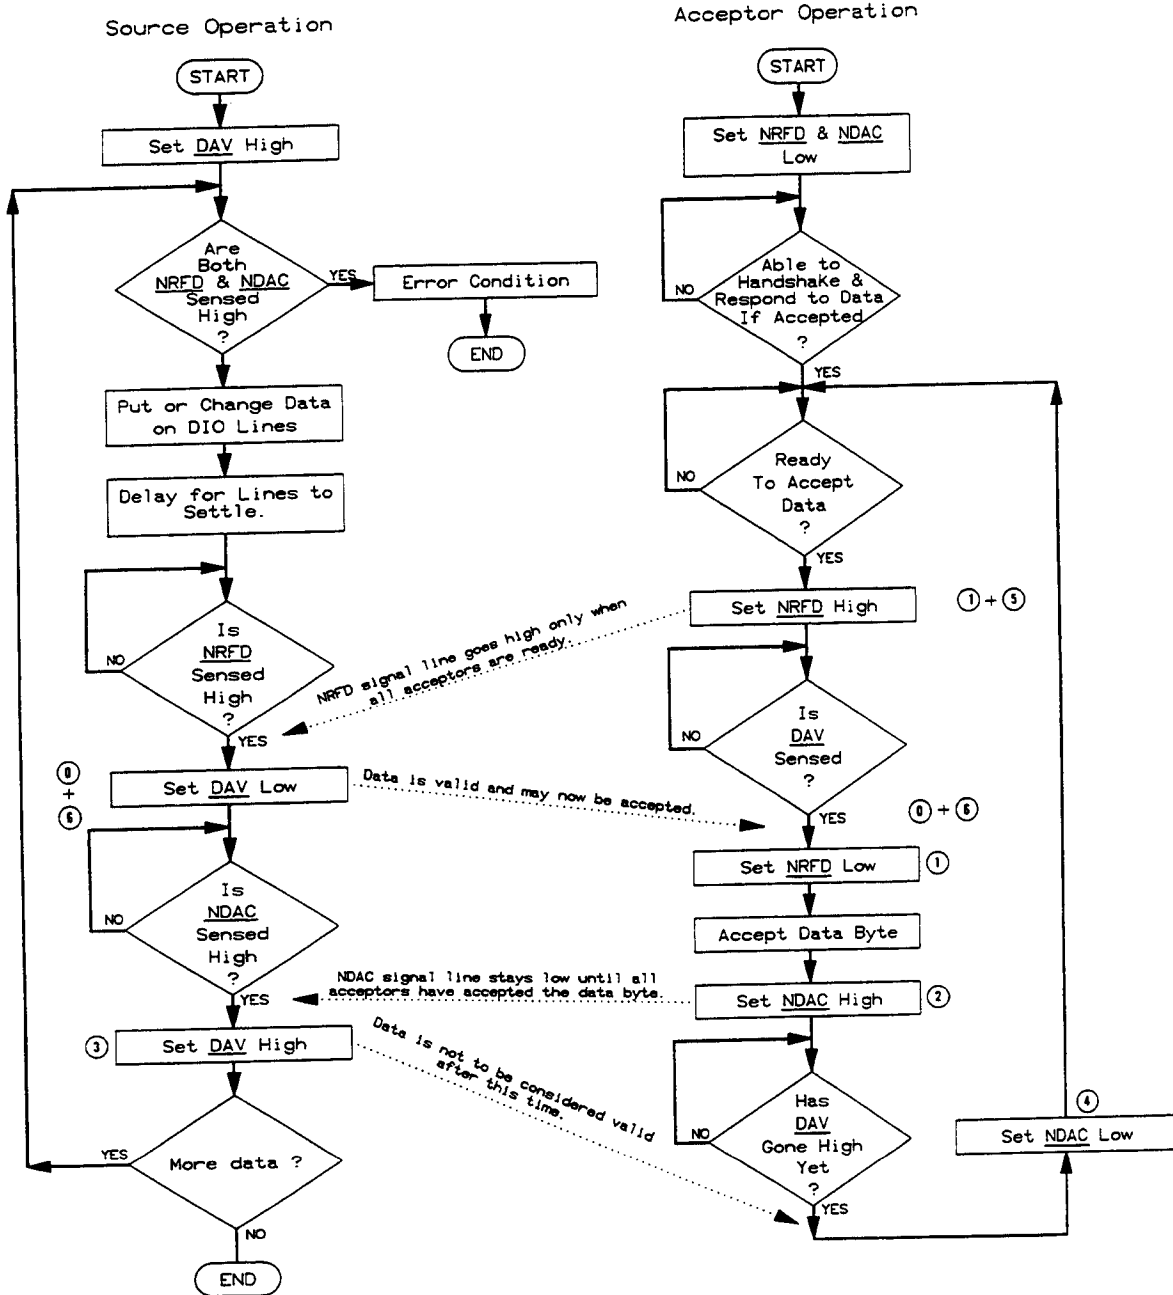 Source Operation
START
Set DAV High
Are
Both
NRFD & NDAC
Sensed
High
?
YES
Error Condition
END
Put or Change Data
on DIO Lines
Delay for Lines to
Settle.
Is
NRFD
Sensed
High
?
NO
YES
0
+
6
Set DAV Low
Is
NDAC
Sensed
High
?
NO
YES
3
Set DAV High
More data ?
YES
NO
END
NRFD signal line goes high only when
all acceptors are ready.
Data is valid and may now be accepted.
NDAC signal line stays low until all
acceptors have accepted the data byte.
Data is not to be considered valid
after this time.
Acceptor Operation
START
Set NRFD & NDAC
Low
Able to
Handshake &
Respond to Data
If Accepted
?
NO
YES
Ready
To Accept
Data
?
NO
YES
Set NRFD High
1 + 5
Is
DAV
Sensed
?
NO
YES
0 + 6
Set NRFD Low
1
Accept Data Byte
Set NDAC High
2
Has
DAV
Gone High
Yet
?
NO
YES
4
Set NDAC Low